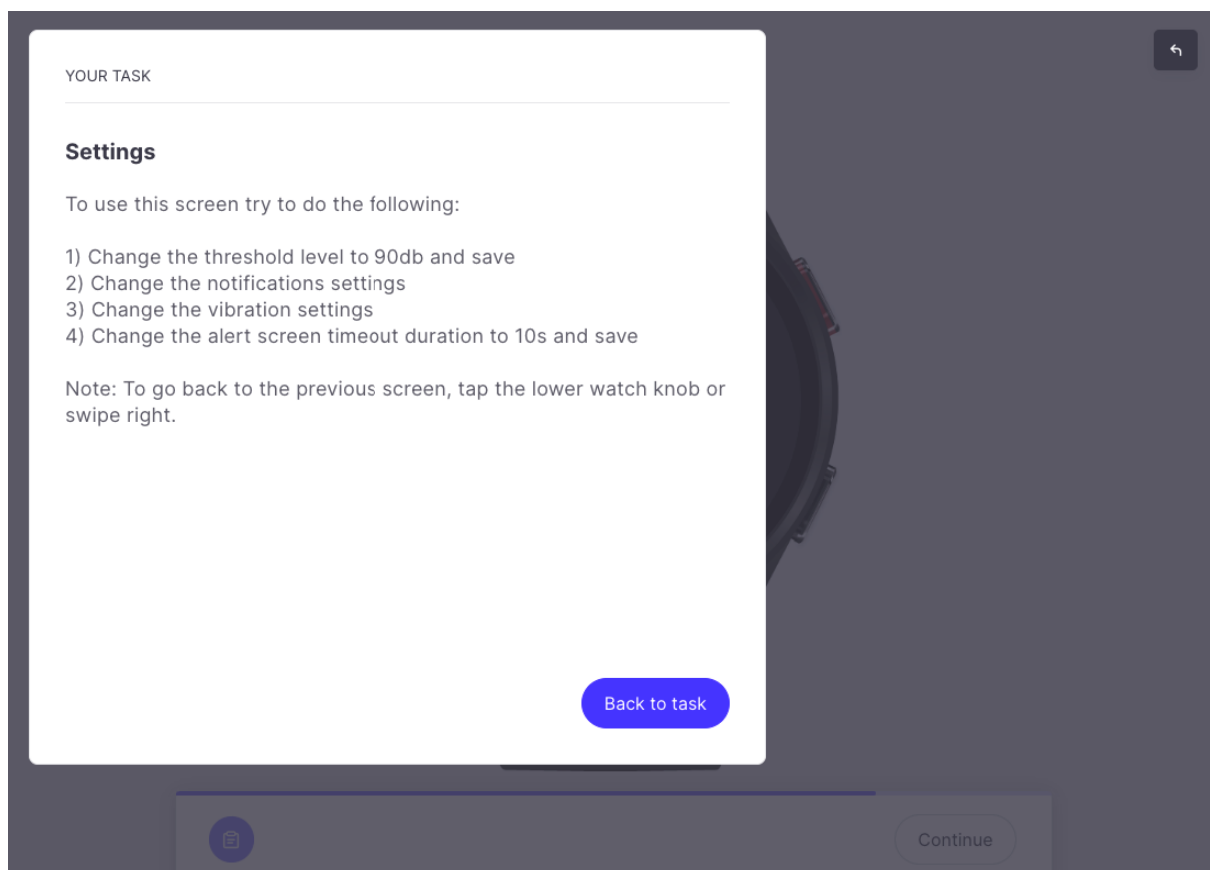 YOUR TASK
Settings
To use this screen try to do the following:
1) Change the threshold level to 90db and save
2) Change the notifications settings
3) Change the vibration settings
4) Change the alert screen timeout duration to 10s and save
Note: To go back to the previous screen, tap the lower watch knob or
swipe right.
Back to task
Continue